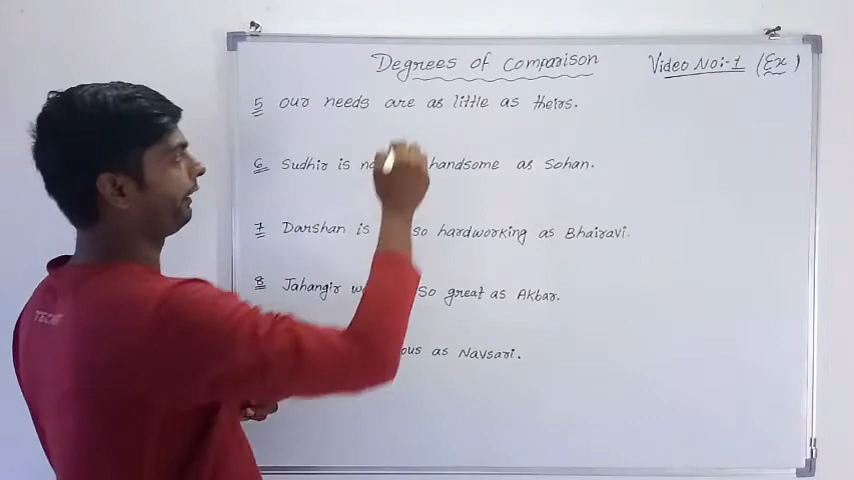 Degrees of Comparison
Video No:-1 (Ex)
5 our needs are as little as theirs.
6 Sudhir is handsome as Sohan.
7 Darshan is so hardworking as Bhairavi.
8 Jahangir so great as Akbar.
as Navsari.